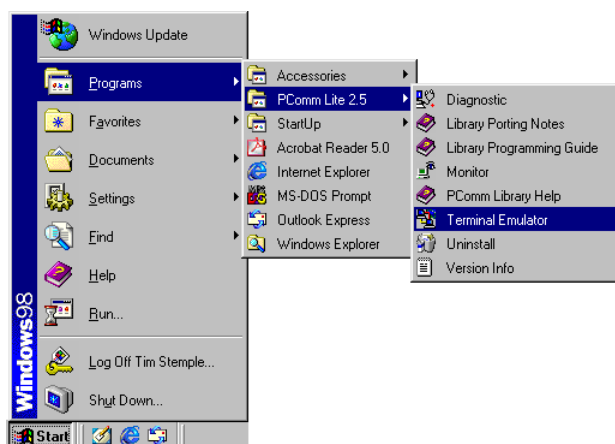 Windows Update
Programs
Favorites
Documents
Settings
Find
Help
Run...
Log Off Tim Stemple...
Shut Down...
Windows98
Start
Accessories
PComm Lite 2.5
StartUp
Acrobat Reader 5.0
Internet Explorer
MS-DOS Prompt
Outlook Express
Windows Explorer
Diagnostic
Library Porting Notes
Library Programming Guide
Monitor
PComm Library Help
Terminal Emulator
Uninstall
Version Info